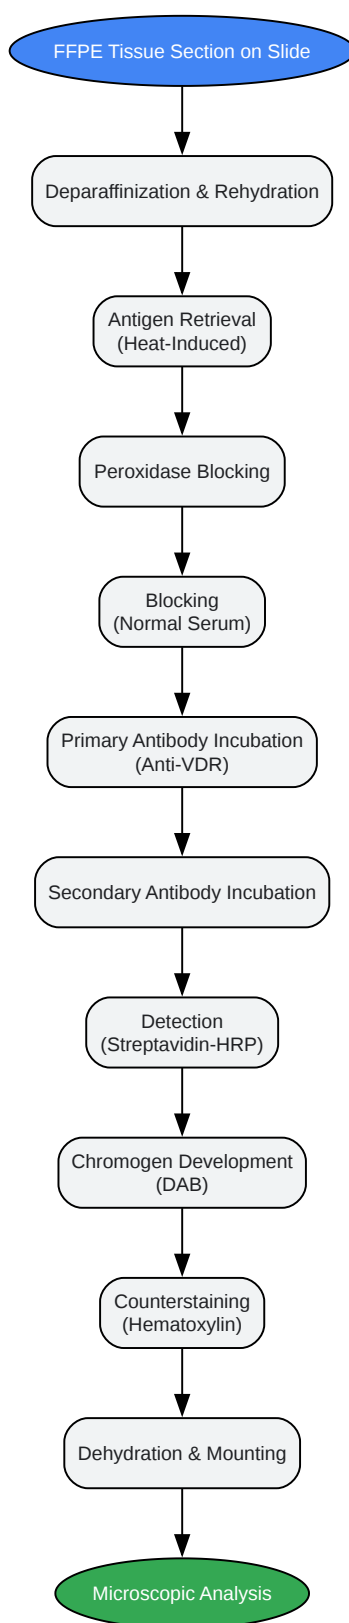 FFPE Tissue Section on Slide
Deparaffinization & Rehydration
Antigen Retrieval
(Heat-Induced)
Peroxidase Blocking
Blocking
(Normal Serum)
Primary Antibody Incubation
(Anti-VDR)
Secondary Antibody Incubation
Detection
(Streptavidin-HRP)
Chromogen Development
(DAB)
Counterstaining
(Hematoxylin)
Dehydration & Mounting
Microscopic Analysis